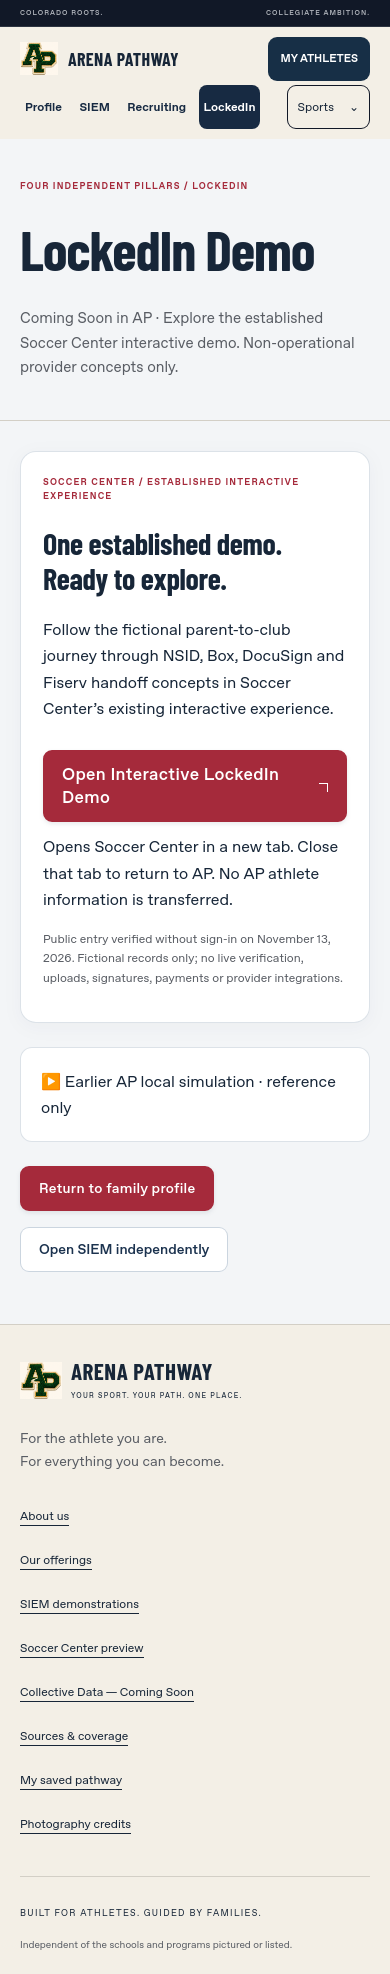 COLORADO ROOTS.
COLLEGIATE AMBITION.
AP ARENA PATHWAY
MY ATHLETES
Profile
SIEM
Recruiting
LockedIn
Sports
FOUR INDEPENDENT PILLARS / LOCKEDIN
LockedIn Demo
Coming Soon in AP · Explore the established
Soccer Center interactive demo. Non-operational
provider concepts only.
SOCCER CENTER / ESTABLISHED INTERACTIVE
EXPERIENCE
One established demo.
Ready to explore.
Follow the fictional parent-to-club
journey through NSID, Box, DocuSign and
Fiserv handoff concepts in Soccer
Center’s existing interactive experience.
Open Interactive LockedIn
Demo
Opens Soccer Center in a new tab. Close
that tab to return to AP. No AP athlete
information is transferred.
Public entry verified without sign-in on November 13,
2026. Fictional records only; no live verification,
uploads, signatures, payments or provider integrations.
▶️ Earlier AP local simulation · reference
only
Return to family profile
Open SIEM independently
AP ARENA PATHWAY
YOUR SPORT. YOUR PATH. ONE PLACE.
For the athlete you are.
For everything you can become.
About us
Our offerings
SIEM demonstrations
Soccer Center preview
Collective Data — Coming Soon
Sources & coverage
My saved pathway
Photography credits
BUILT FOR ATHLETES. GUIDED BY FAMILIES.
Independent of the schools and programs pictured or listed.